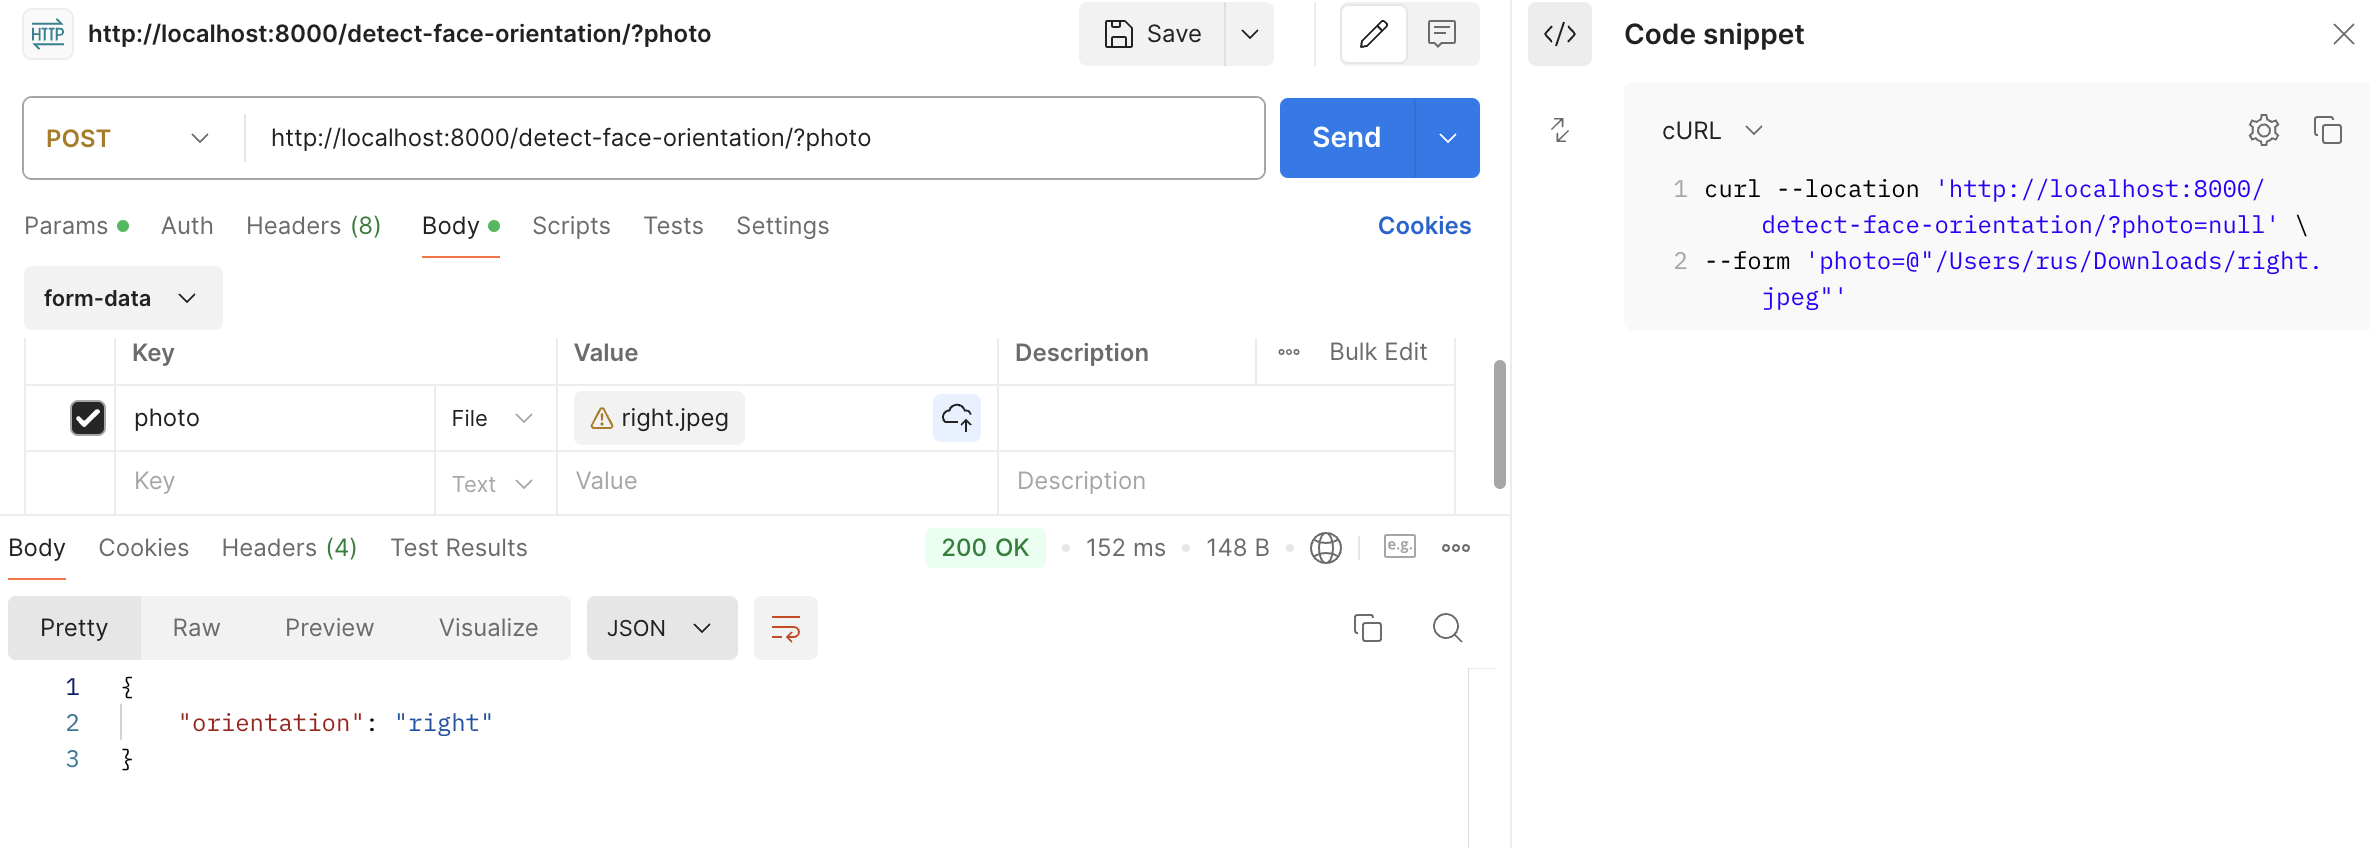 HTTP http://localhost:8000/detect-face-orientation/?photo
Save
POST http://localhost:8000/detect-face-orientation/?photo
Send
Params Auth Headers (8) Body Scripts Tests Settings Cookies
form-data
Key Value Description Bulk Edit
photo File right.jpeg
Key Text Value Description
Body Cookies Headers (4) Test Results 200 OK 152 ms 148 B e.g.
Pretty Raw Preview Visualize JSON
1 {
2 "orientation": "right"
3 }
</> Code snippet
cURL
1 curl --location 'http://localhost:8000/
detect-face-orientation/?photo=null' \
2 --form 'photo=@"/Users/rus/Downloads/right.
jpeg"'